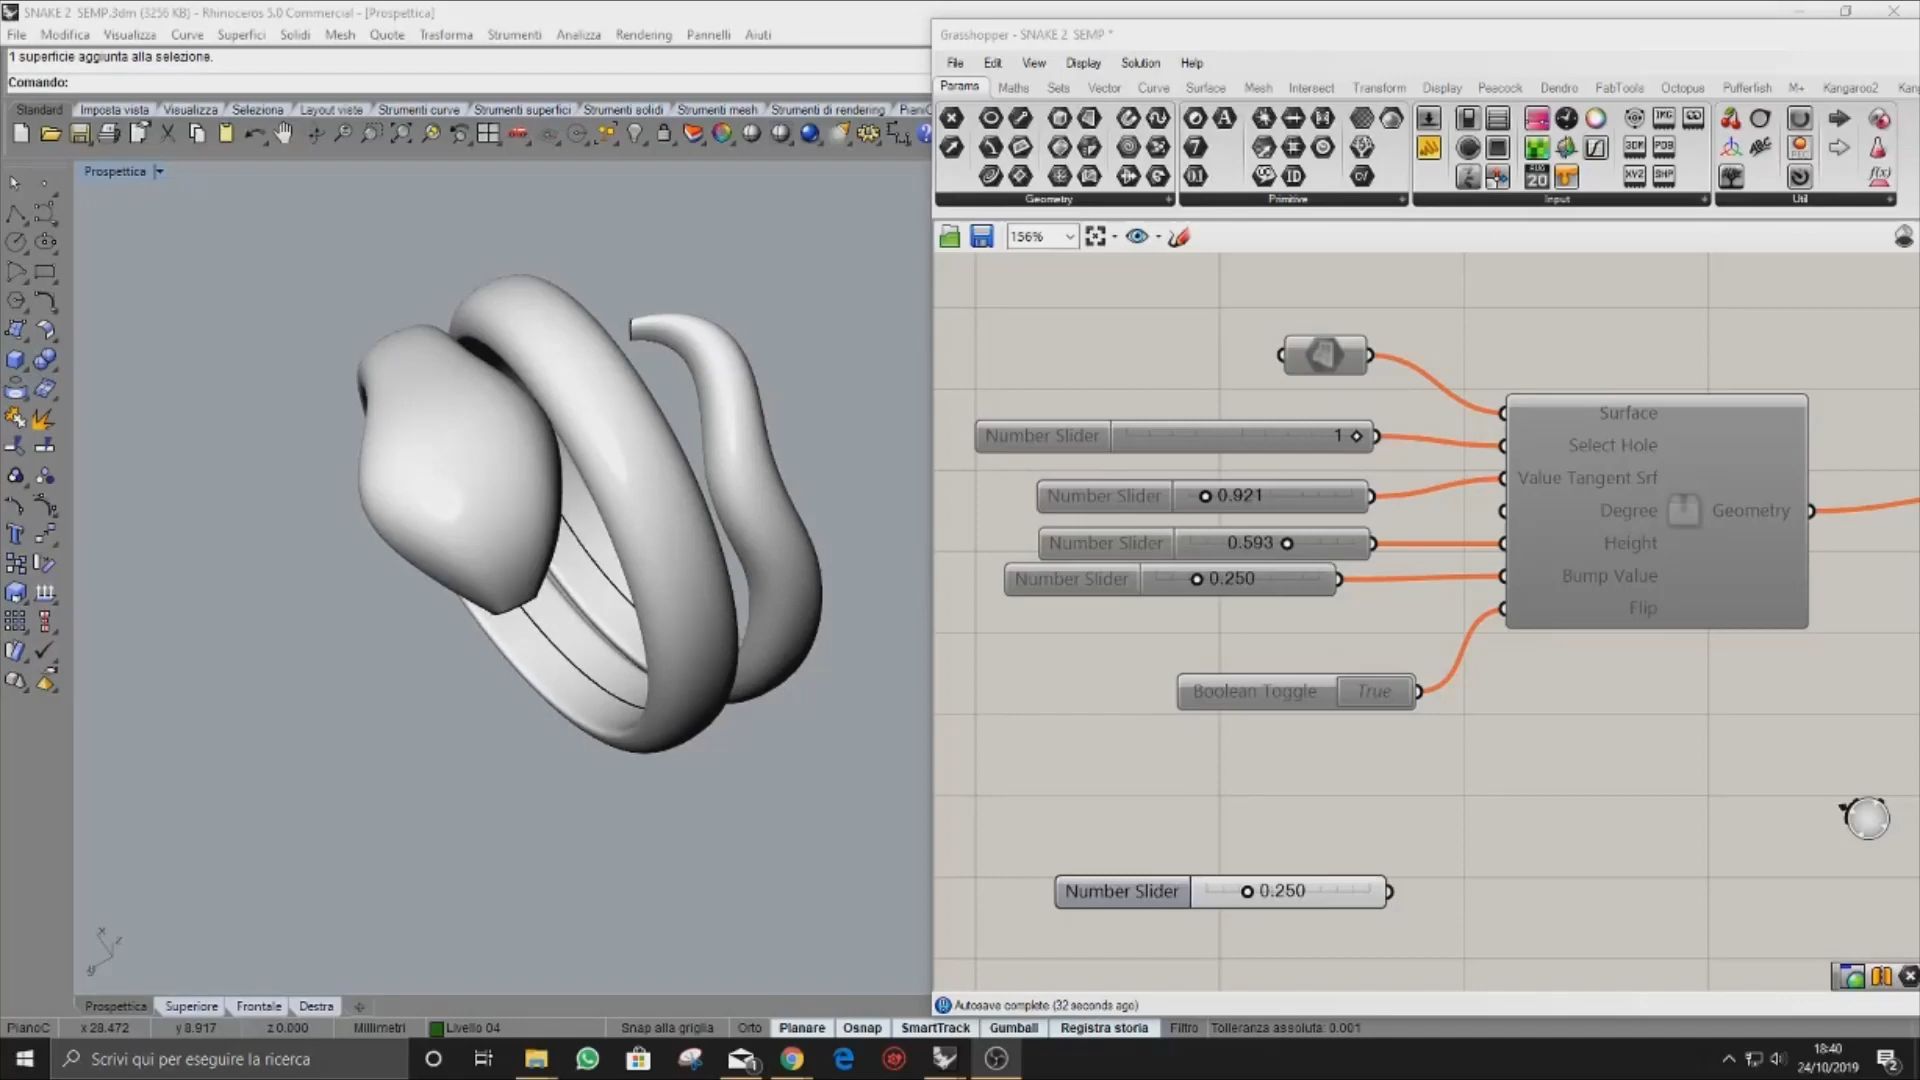 SNAKE 2 SEMP.3dm (3256 KB) - Rhinoceros 5.0 Commercial - [Prospettica]
File Modifica Visualizza Curve Superfici Solidi Mesh Quote Trasforma Strumenti Analizza Rendering Pannelli Aiuti
1 superficie aggiunta alla selezione.
Comando:
Standard Imposta vista Visualizza Selezione Layout viste Strumenti curve Strumenti superfici Strumenti solidi Strumenti mesh Strumenti di rendering PianiC
Prospettica
Grasshopper - SNAKE 2 SEMP *
File Edit View Display Solution Help
Params Maths Sets Vector Curve Surface Mesh Intersect Transform Display Peacock Dendro FabTools Octopus Pufferfish M+ Kangaroo2
Geometry Primitive Input Util
156%
Surface
Number Slider 1
Select Hole
Number Slider 0.921
Value Tangent Srf
Degree
Geometry
Number Slider 0.593
Height
Number Slider 0.250
Bump Value
Flip
Boolean Toggle True
Number Slider 0.250
x
z
y
Prospettica Superiore Frontale Destra
Autosave complete (32 seconds ago)
PianoC x 28.472 y 8.917 z 0.000 Millimetri Livello 04 Snap alla griglia Orto Planare Osnap SmartTrack Gumball Registra storia Filtro Tolleranza assoluta: 0.001
Scrivi qui per eseguire la ricerca
18:40
24/10/2019
2